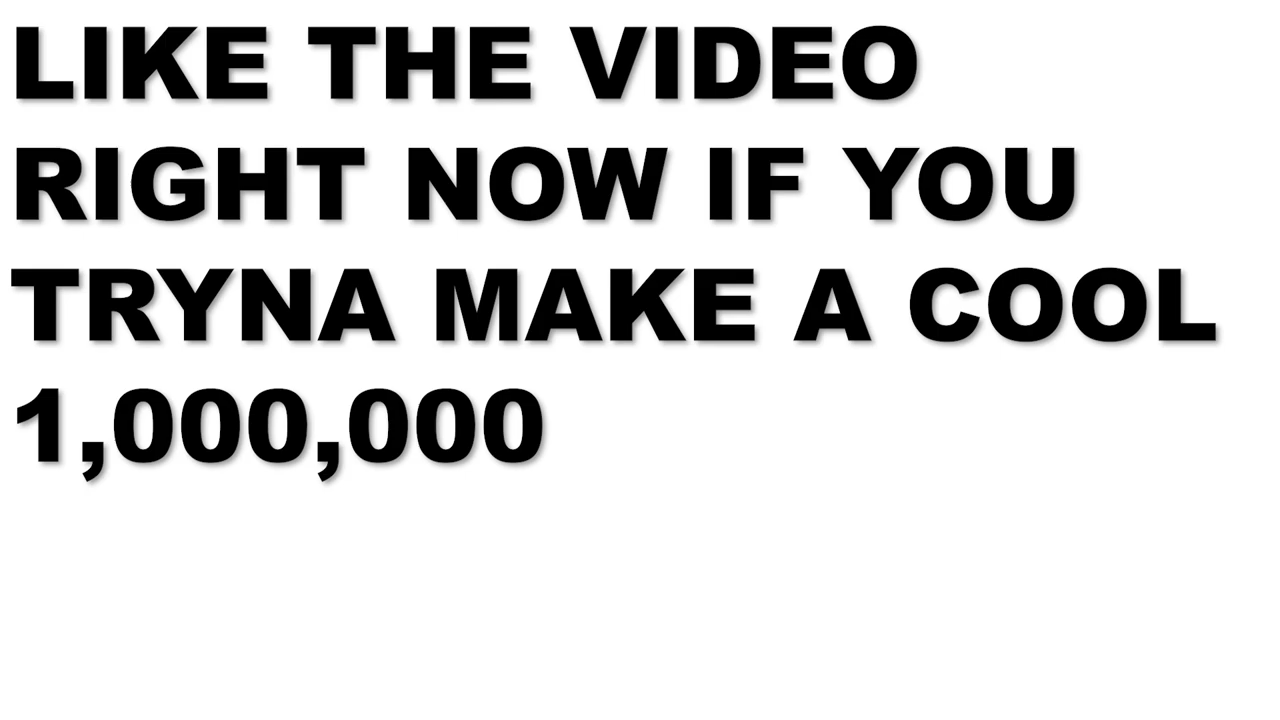 LIKE THE VIDEO
RIGHT NOW IF YOU
TRYNA MAKE A COOL
1,000,000